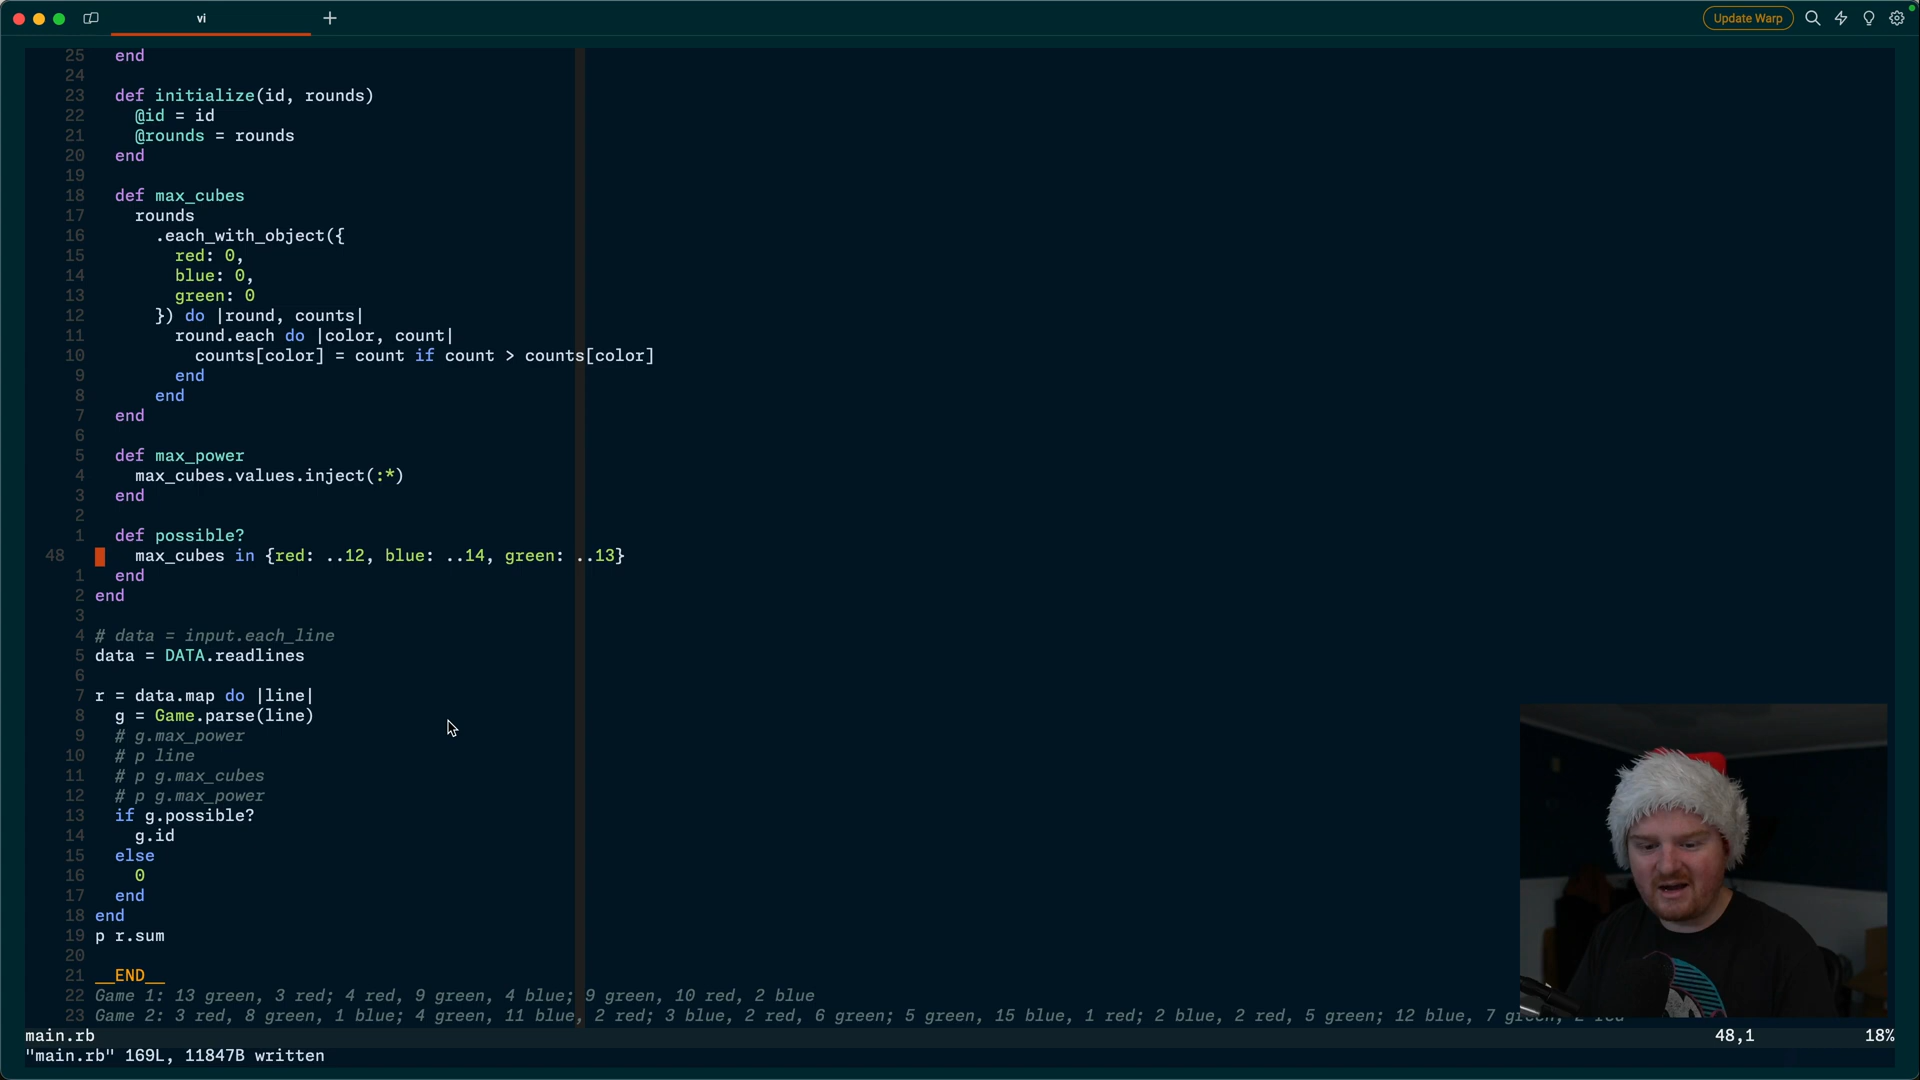 vi
Update Warp
25 end
24
23 def initialize(id, rounds)
22 @id = id
21 @rounds = rounds
20 end
19
18 def max_cubes
17 rounds
16 .each_with_object({
15 red: 0,
14 blue: 0,
13 green: 0
12 }) do |round, counts|
11 round.each do |color, count|
10 counts[color] = count if count > counts[color]
9 end
8 end
7 end
6
5 def max_power
4 max_cubes.values.inject(:*)
3 end
2
1 def possible?
48 max_cubes in {red: ..12, blue: ..14, green: ..13}
1 end
2 end
3
4 # data = input.each_line
5 data = DATA.readlines
6
7 r = data.map do |line|
8 g = Game.parse(line)
9 # g.max_power
10 # p line
11 # p g.max_cubes
12 # p g.max_power
13 if g.possible?
14 g.id
15 else
16 0
17 end
18 end
19 p r.sum
20
21 __END__
22 Game 1: 13 green, 3 red; 4 red, 9 green, 4 blue; 9 green, 10 red, 2 blue
23 Game 2: 3 red, 8 green, 1 blue; 4 green, 11 blue, 2 red; 3 blue, 2 red, 6 green; 5 green, 15 blue, 1 red; 2 blue, 2 red, 5 green; 12 blue, 7
main.rb 48,1 18%
"main.rb" 169L, 11847B written